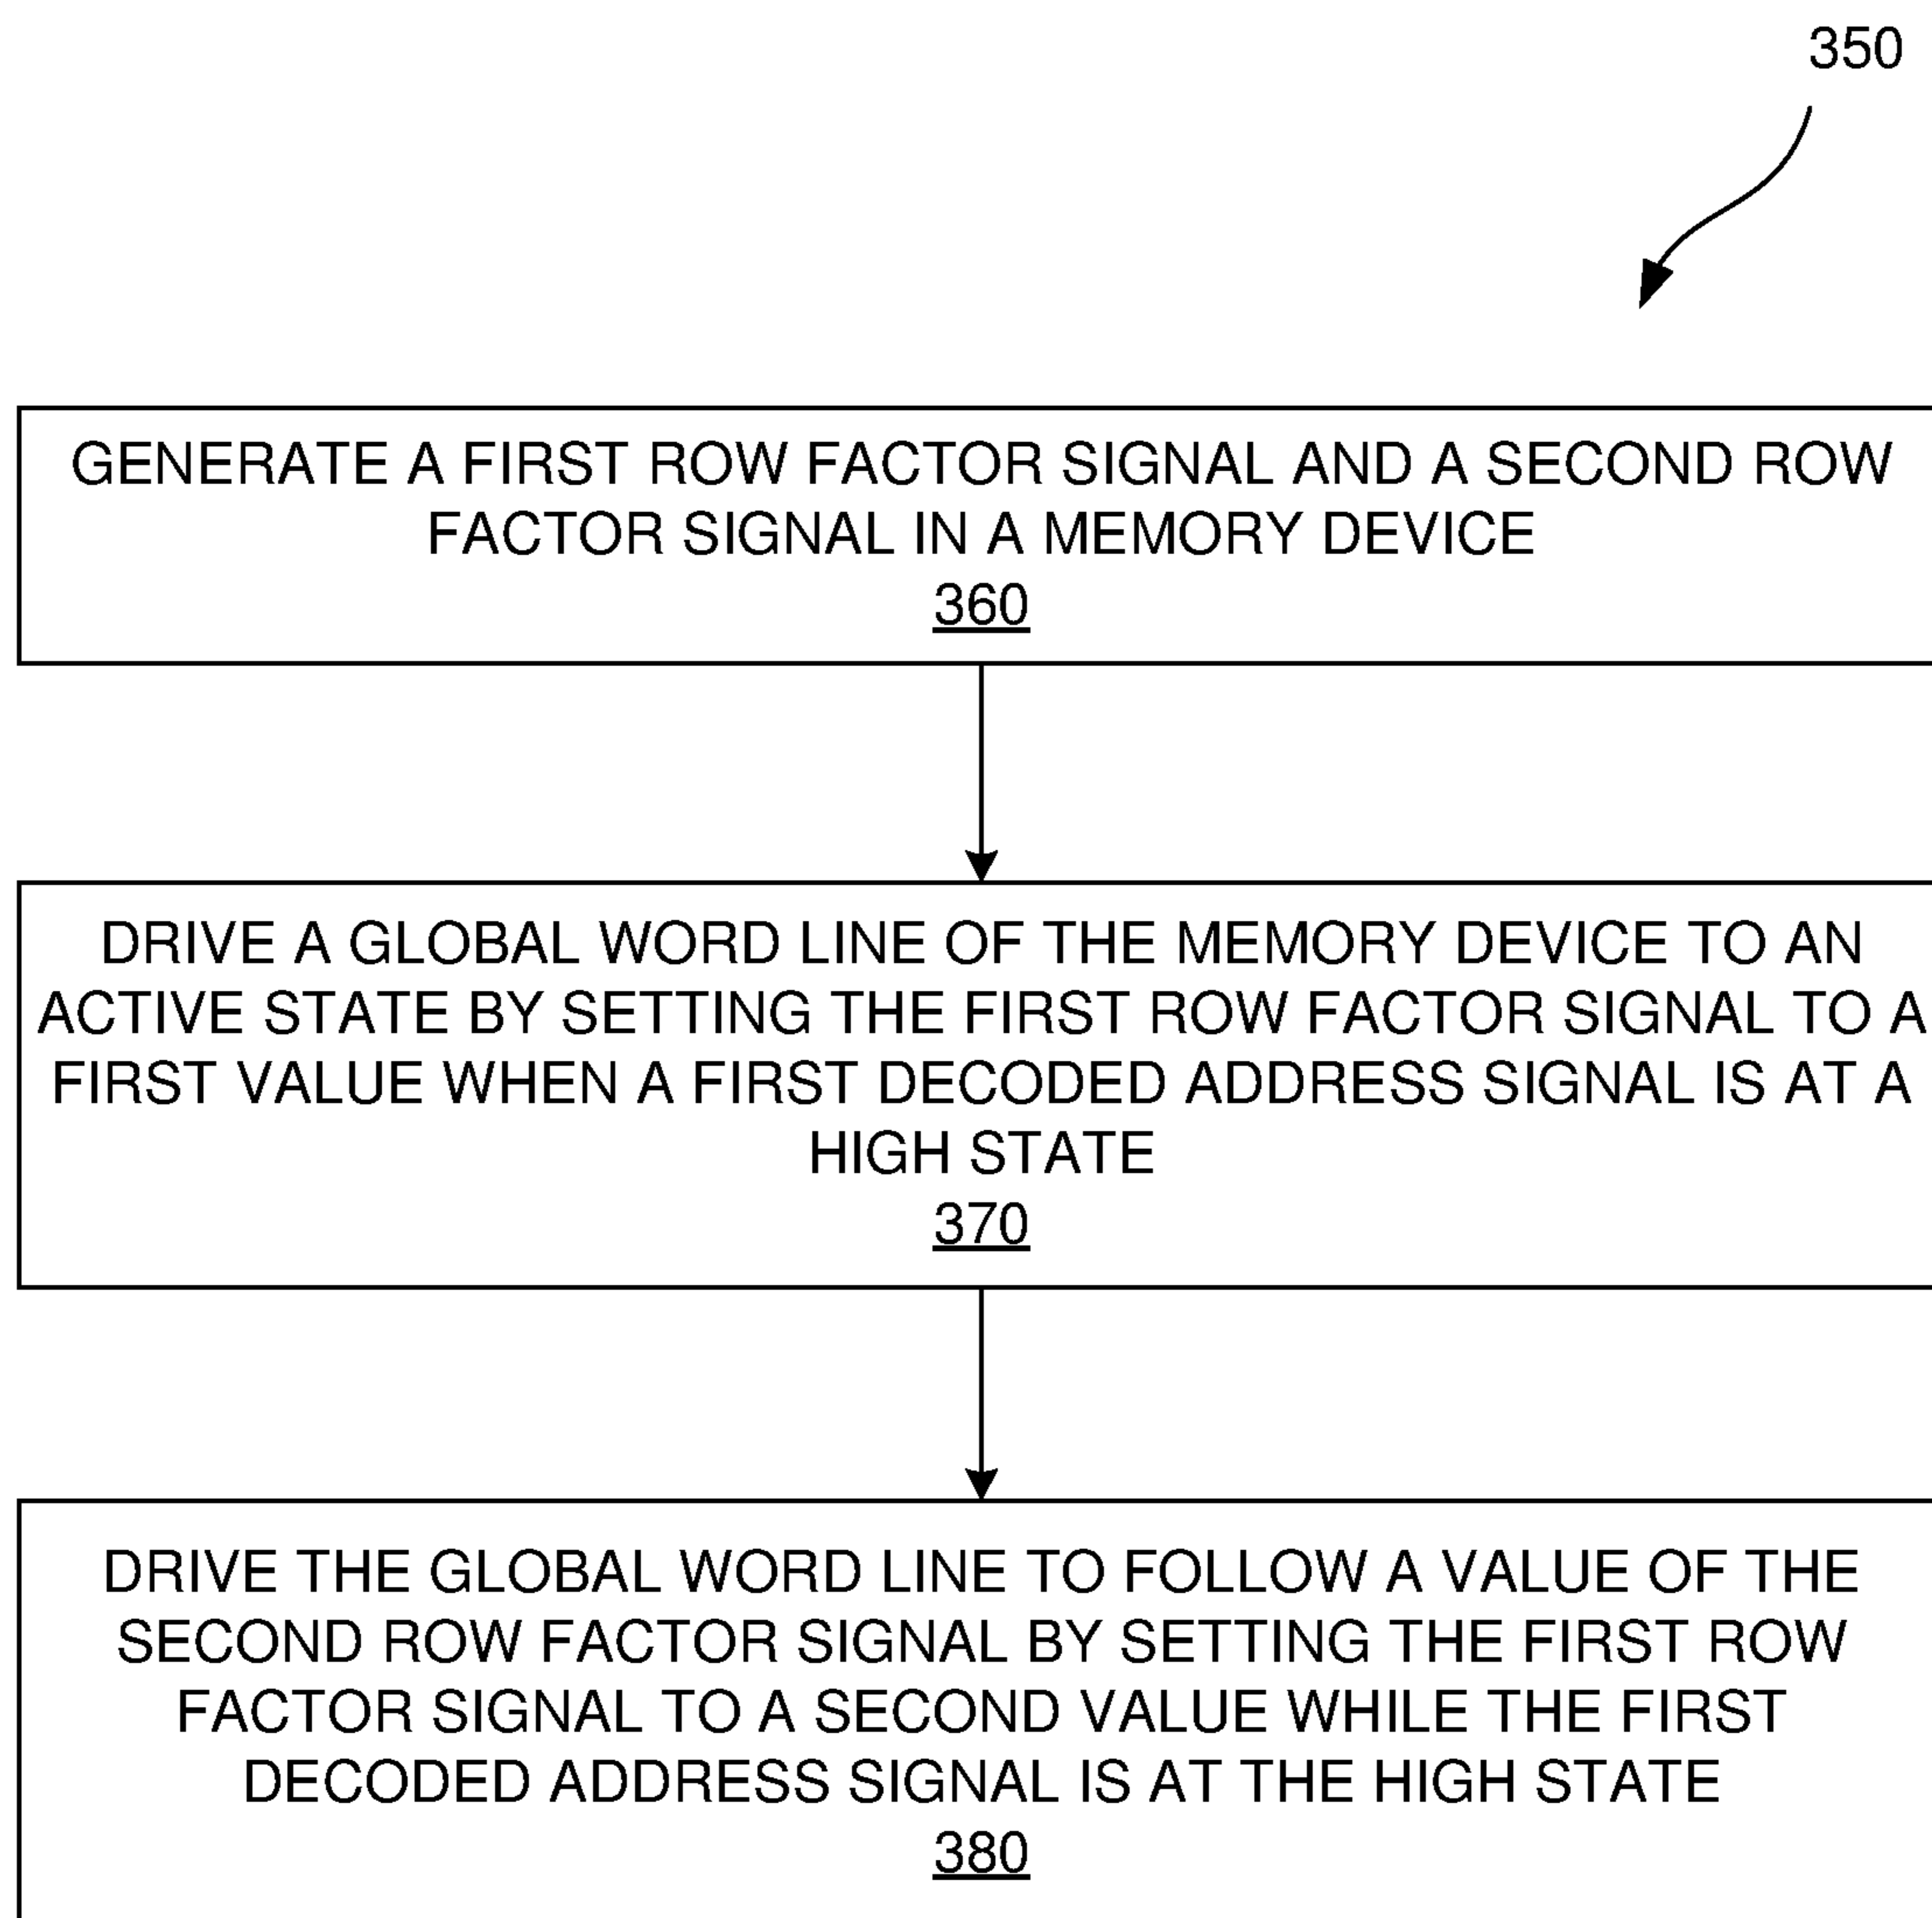 350
GENERATE A FIRST ROW FACTOR SIGNAL AND A SECOND ROW
FACTOR SIGNAL IN A MEMORY DEVICE
360
DRIVE A GLOBAL WORD LINE OF THE MEMORY DEVICE TO AN
ACTIVE STATE BY SETTING THE FIRST ROW FACTOR SIGNAL TO A
FIRST VALUE WHEN A FIRST DECODED ADDRESS SIGNAL IS AT A
HIGH STATE
370
DRIVE THE GLOBAL WORD LINE TO FOLLOW A VALUE OF THE
SECOND ROW FACTOR SIGNAL BY SETTING THE FIRST ROW
FACTOR SIGNAL TO A SECOND VALUE WHILE THE FIRST
DECODED ADDRESS SIGNAL IS AT THE HIGH STATE
380